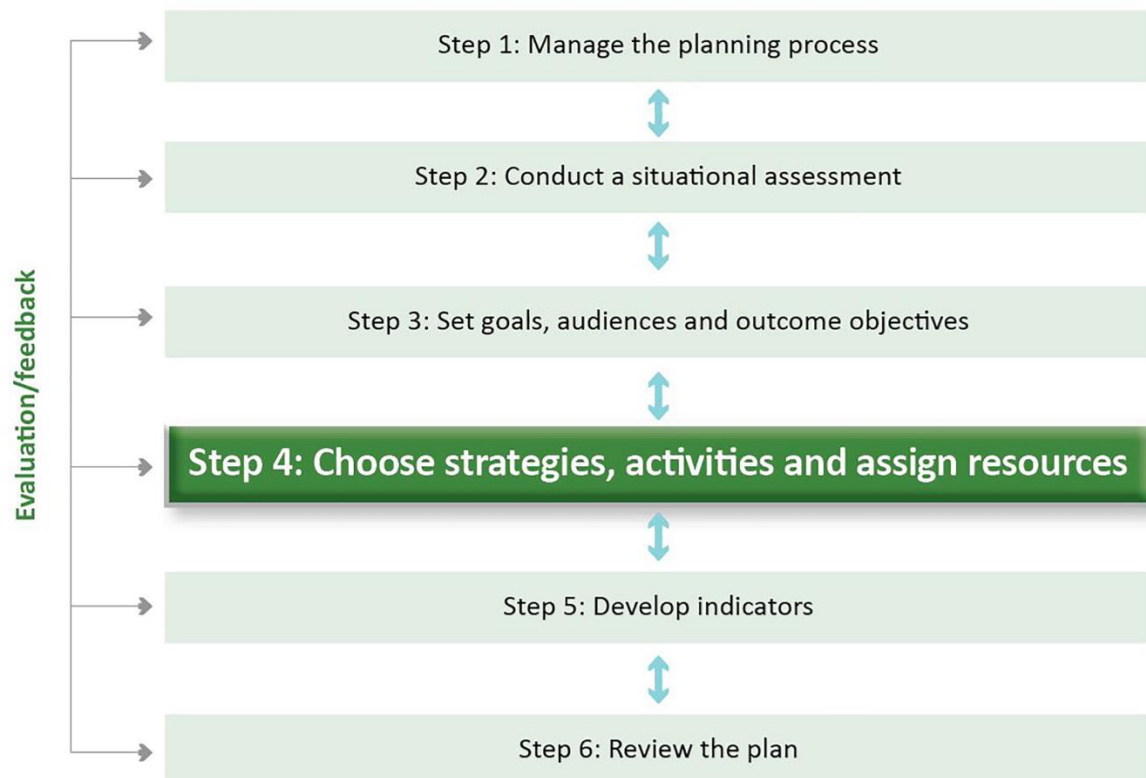 Step 1: Manage the planning process
Step 2: Conduct a situational assessment
Step 3: Set goals, audiences and outcome objectives
Step 4: Choose strategies, activities and assign resources
Step 5: Develop indicators
Step 6: Review the plan
Evaluation/feedback